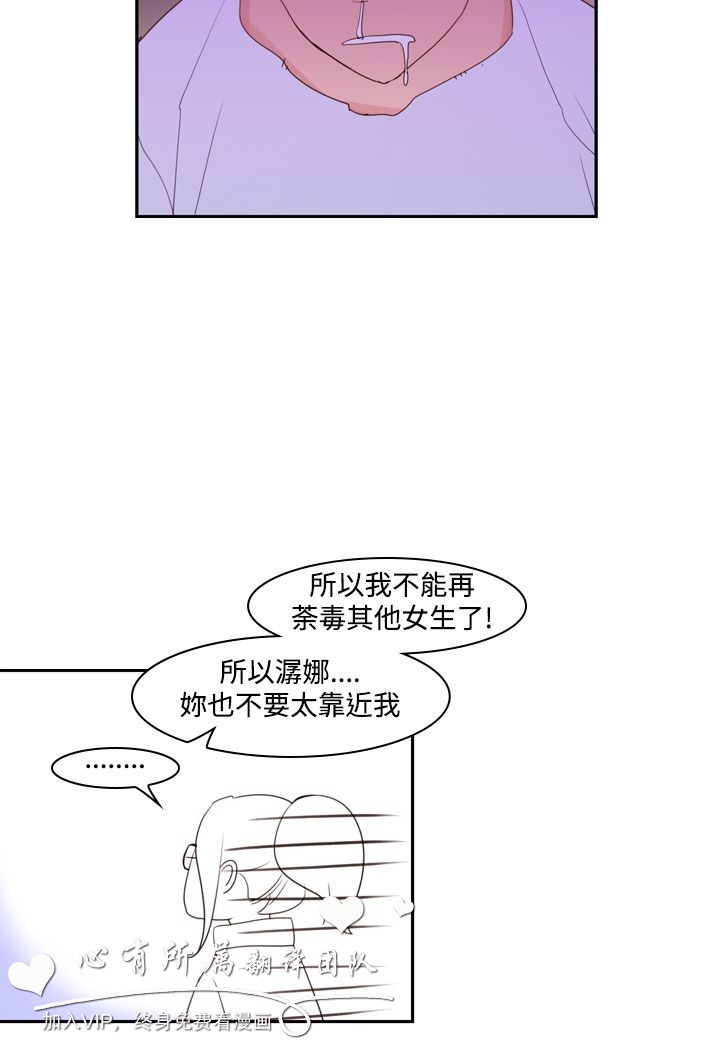 所以我不能再
荼毒其他女生了!
所以潺娜....
妳也不要太靠近我
........
心有所属翻译团队
加入VIP，终身免费看漫画